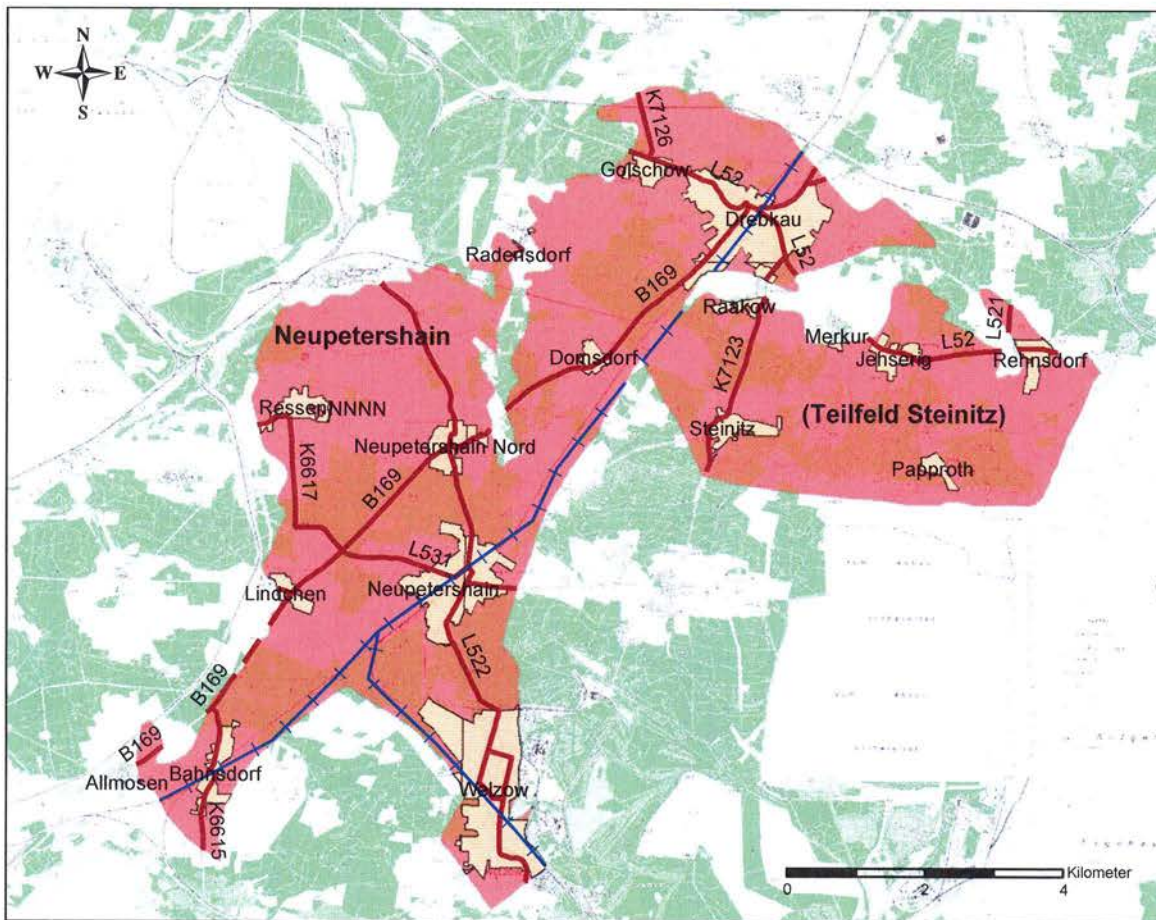 N
W E
S
K7126
Golschow
L52
Drebkau
L52
Radensdorf
B169
Raakow
L521
Neupetershain
Merkur
L52
Jehserig
Rehnsdorf
Domsdorf
K7123
RessenNNNN
(Teilfeld Steinitz)
Steinitz
Neupetershain Nord
K6617
B169
Papproth
L531
Lindchen
Neupetershain
L522
B169
B169
Allmosen
Bahnsdorf
Welzow
K6615
Kilometer
0 2 4